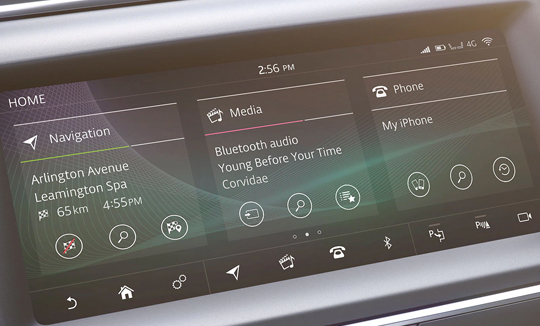 2:56 PM
4G
HOME
Navigation
Arlington Avenue
Leamington Spa
65km 4:55PM
Media
Bluetooth audio
Young Before Your Time
Corvidae
Phone
My iPhone